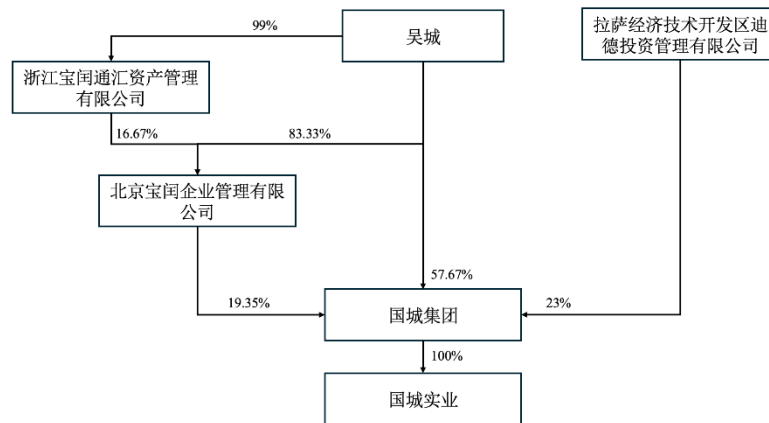 99%
吴城
拉萨经济技术开发区迪
德投资管理有限公司
浙江宝闰通汇资产管理
有限公司
16.67%
83.33%
北京宝闰企业管理有限
公司
57.67%
19.35%
国城集团
23%
100%
国城实业